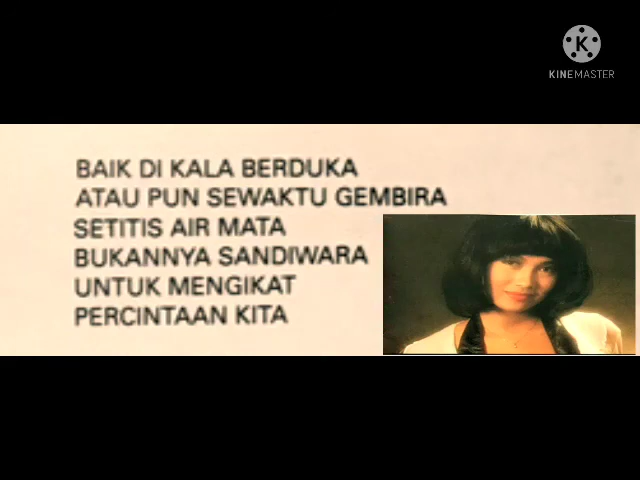 KINEMASTER
BAIK DI KALA BERDUKA
ATAU PUN SEWAKTU GEMBIRA
SETITIS AIR MATA
BUKANNYA SANDIWARA
UNTUK MENGIKAT
PERCINTAAN KITA